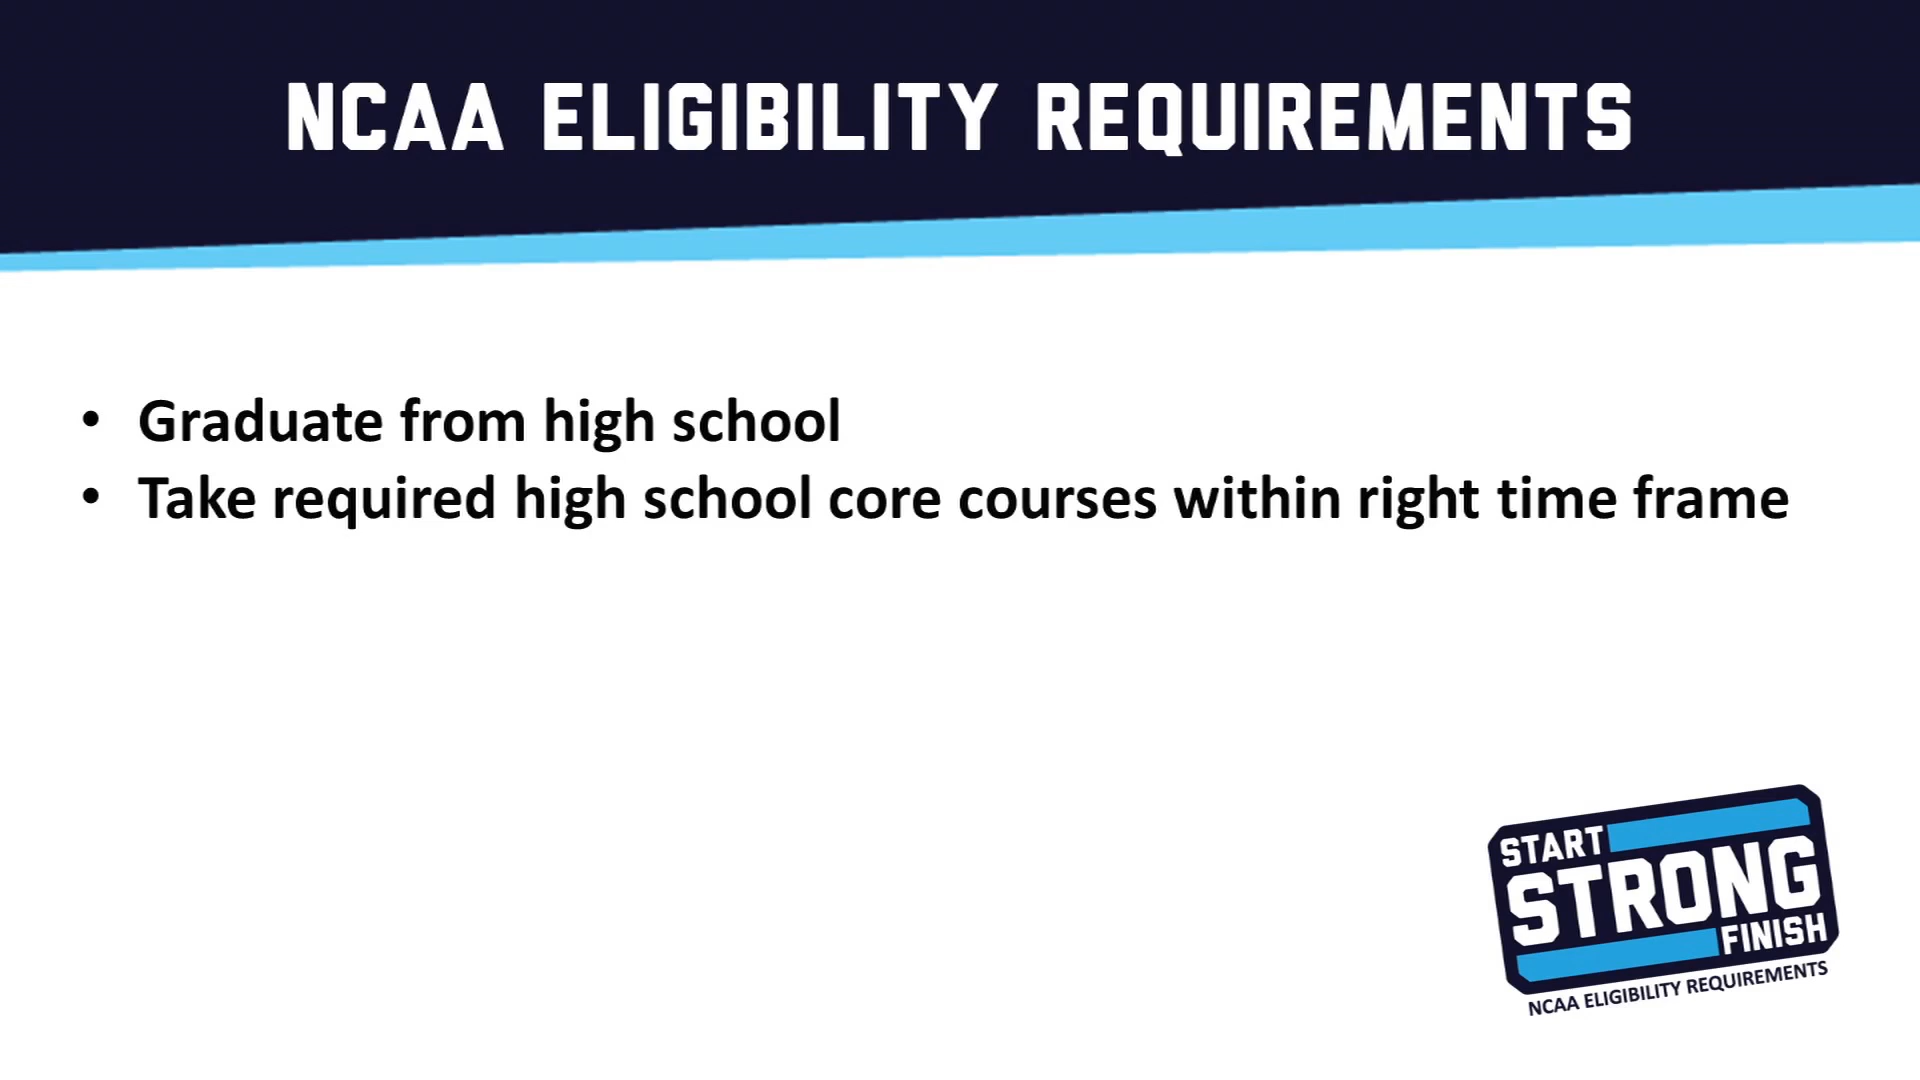 NCAA ELIGIBILITY REQUIREMENTS
• Graduate from high school
• Take required high school core courses within right time frame
START
STRONG
FINISH
NCAA ELIGIBILITY REQUIREMENTS